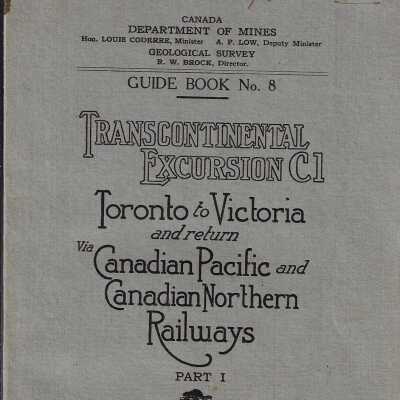 CANADA
DEPARTMENT OF MINES
Hon. LOUIS CODERRE, Minister A. P. LOW, Deputy Minister
GEOLOGICAL SURVEY
R. W. BROCK, Director.
GUIDE BOOK No. 8
TRANSCONTINENTAL
EXCURSION C1
Toronto to Victoria
and return
Via Canadian Pacific and
Canadian Northern
Railways
PART I